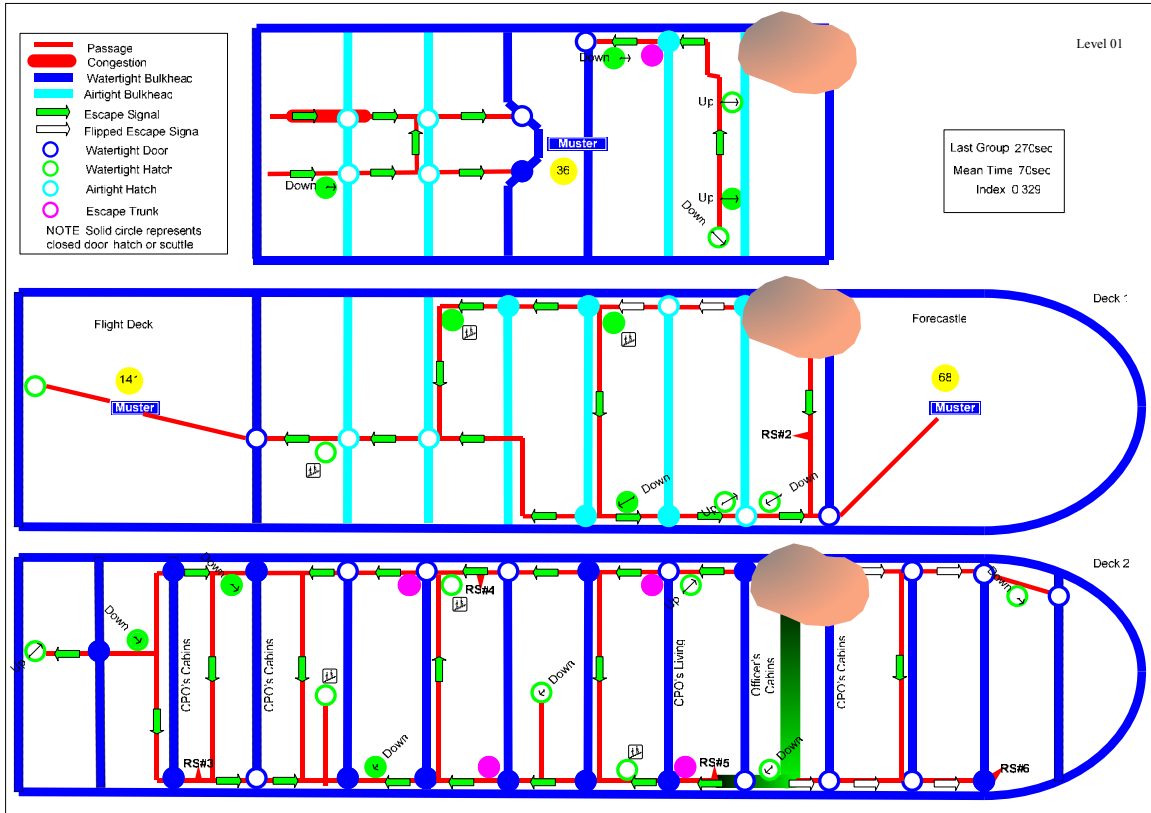 Level 01
Passage
Congestion
Watertight Bulkheac
Airtight Bulkhead
Escape Signal
Flipped Escape Signa
Watertight Door
Watertight Hatch
Airtight Hatch
Escape Trunk
NOTE Solid circle represents
closed door hatch or scuttle
Last Group 270sec
Mean Time 70sec
Index 0 329
Down
Up
Up
Down
Down
Muster
36
Deck 1
Flight Deck
Forecastle
141
Muster
68
Muster
RS#2
Down
Up
Down
Deck 2
Down
Down
Up
CPO's Cabins
CPO's Cabins
RS#3
RS#4
Down
Down
Up
CPO's Living
Officer's
Cabins
CPO's Cabins
RS#5
Down
Down
RS#6